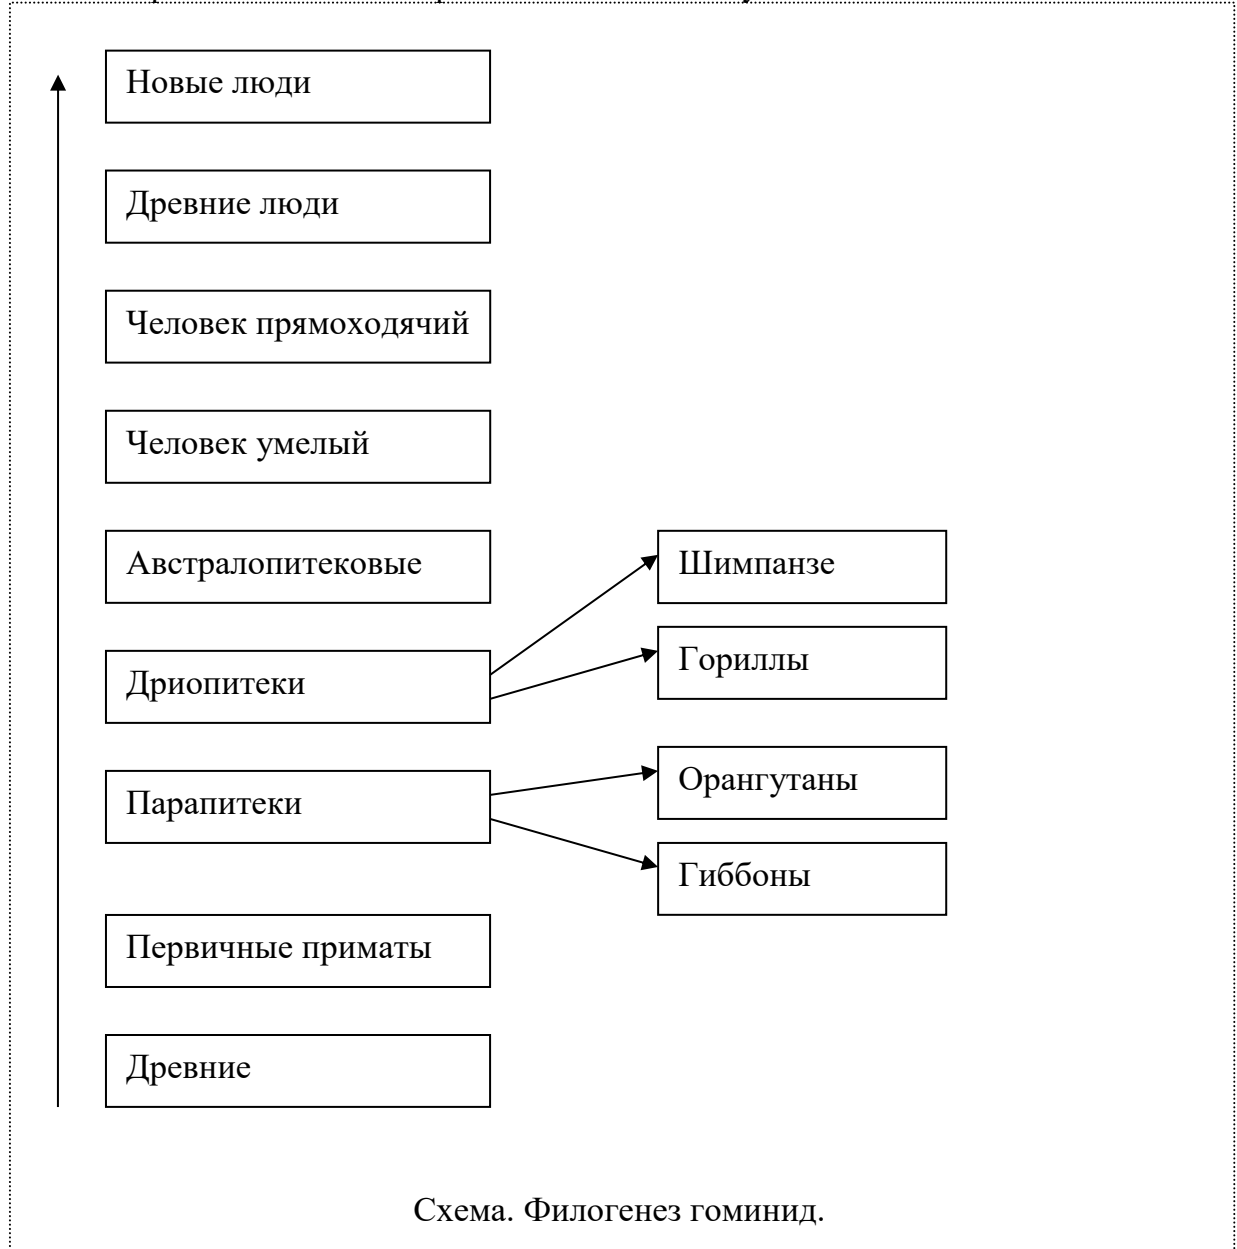 Новые люди
Древние люди
Человек прямоходячий
Человек умелый
Австралопитековые
Шимпанзе
Гориллы
Дриопитеки
Орангутаны
Парапитеки
Гиббоны
Первичные приматы
Древние
Схема. Филогенез гоминид.